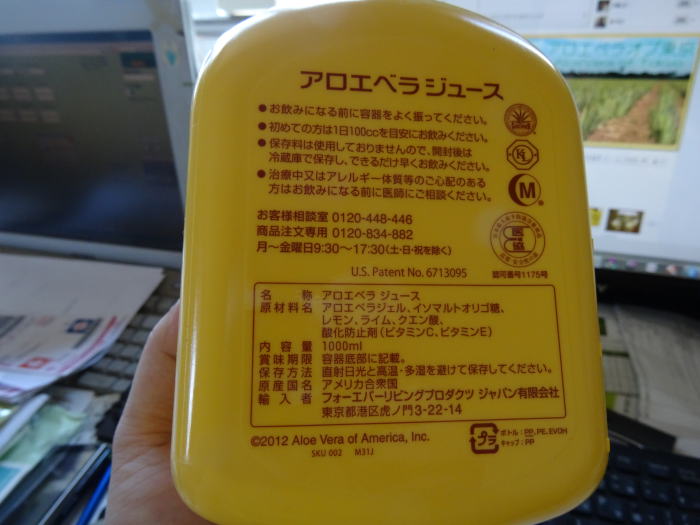 アロエベラ ジュース
●お飲みになる前に容器をよく振ってください。
●初めての方は1日100ccを目安にお飲みください。
●保存料は使用しておりませんので、開封後は
冷蔵庫で保存し、できるだけ早くお飲みください。
●治療中又はアレルギー体質等のご心配のある
方はお飲みになる前に医師にご相談ください。
お客様相談室 0120-448-446
商品注文専用 0120-834-882
月～金曜日9:30～17:30(土・日・祝を除く)
K
M
医協
認可番号1175号
U.S. Patent No. 6713095
名称 アロエベラ ジュース
原材料名 アロエベラジェル、イソマルトオリゴ糖、
レモン、ライム、クエン酸、
酸化防止剤(ビタミンC、ビタミンE)
内容量 1000ml
賞味期限 容器底部に記載。
保存方法 直射日光と高温・多湿を避けて保存してください。
原産国名 アメリカ合衆国
輸入者 フォーエバーリビングプロダクツ ジャパン有限会社
東京都港区虎ノ門3-22-14
©2012 Aloe Vera of America, Inc.
SKU 002 M31J
プラ
ボトル:PP, PE, EVOH
キャップ:PP